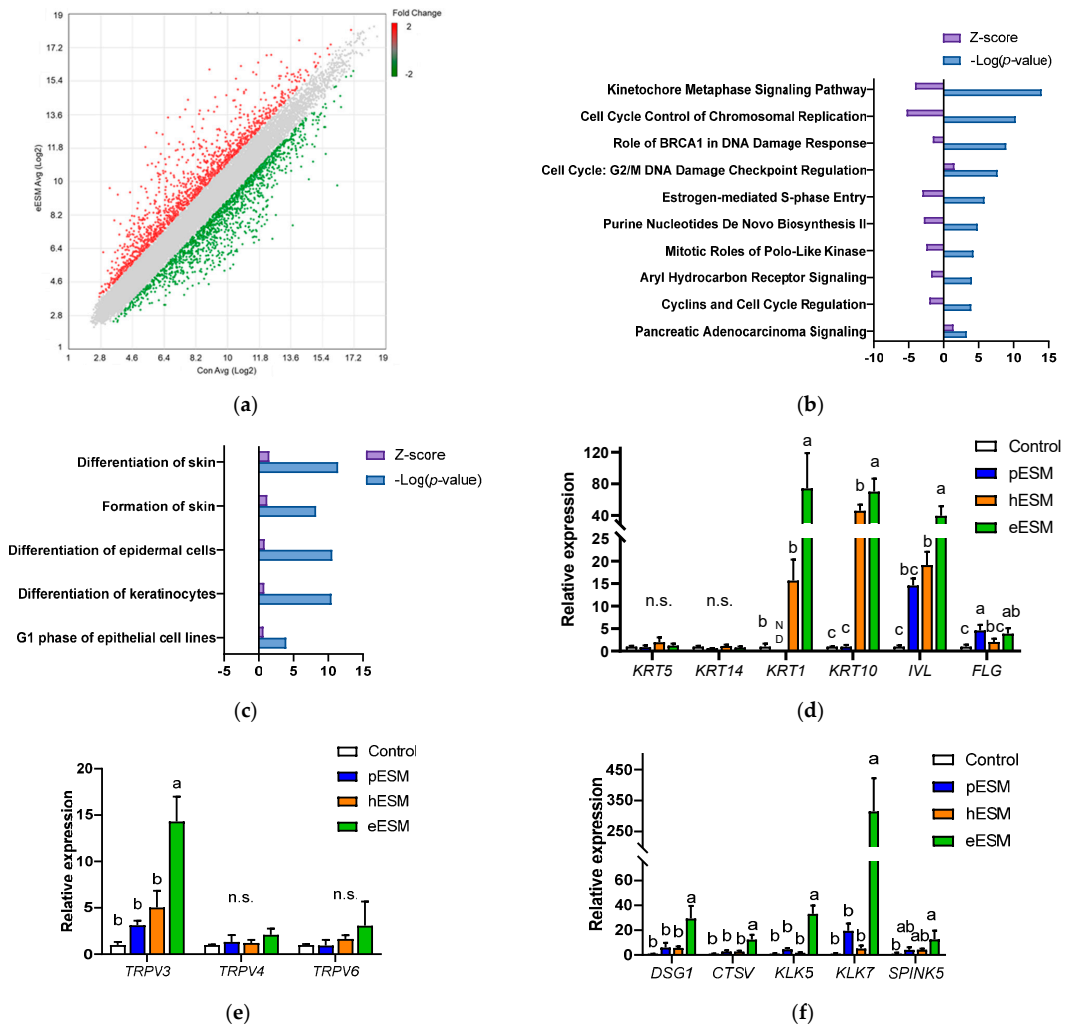 19
17.2
15.4
13.6
11.8
10
8.2
6.4
4.6
2.8
1
eESM Avg (Log2)
1 2.8 4.6 6.4 8.2 10 11.8 13.6 15.4 17.2 19
Con Avg (Log2)
Fold Change
2
-2
(a)
Z-score
-Log(p-value)
Kinetochore Metaphase Signaling Pathway
Cell Cycle Control of Chromosomal Replication
Role of BRCA1 in DNA Damage Response
Cell Cycle: G2/M DNA Damage Checkpoint Regulation
Estrogen-mediated S-phase Entry
Purine Nucleotides De Novo Biosynthesis II
Mitotic Roles of Polo-Like Kinase
Aryl Hydrocarbon Receptor Signaling
Cyclins and Cell Cycle Regulation
Pancreatic Adenocarcinoma Signaling
-10 -5 0 5 10 15
(b)
Z-score
-Log(p-value)
Differentiation of skin
Formation of skin
Differentiation of epidermal cells
Differentiation of keratinocytes
G1 phase of epithelial cell lines
-5 0 5 10 15
(c)
Control
pESM
hESM
eESM
Relative expression
120
80
40
25
20
15
10
5
0
n.s. n.s. b N D b a c c b a c bc b a c a bc ab
KRT5 KRT14 KRT1 KRT10 IVL FLG
(d)
Control
pESM
hESM
eESM
Relative expression
20
15
10
5
0
b b b a n.s. n.s.
TRPV3 TRPV4 TRPV6
(e)
Control
pESM
hESM
eESM
Relative expression
450
350
250
60
40
20
0
b b b a b b b a b b b a b b b a b ab ab a
DSG1 CTSV KLK5 KLK7 SPINK5
(f)